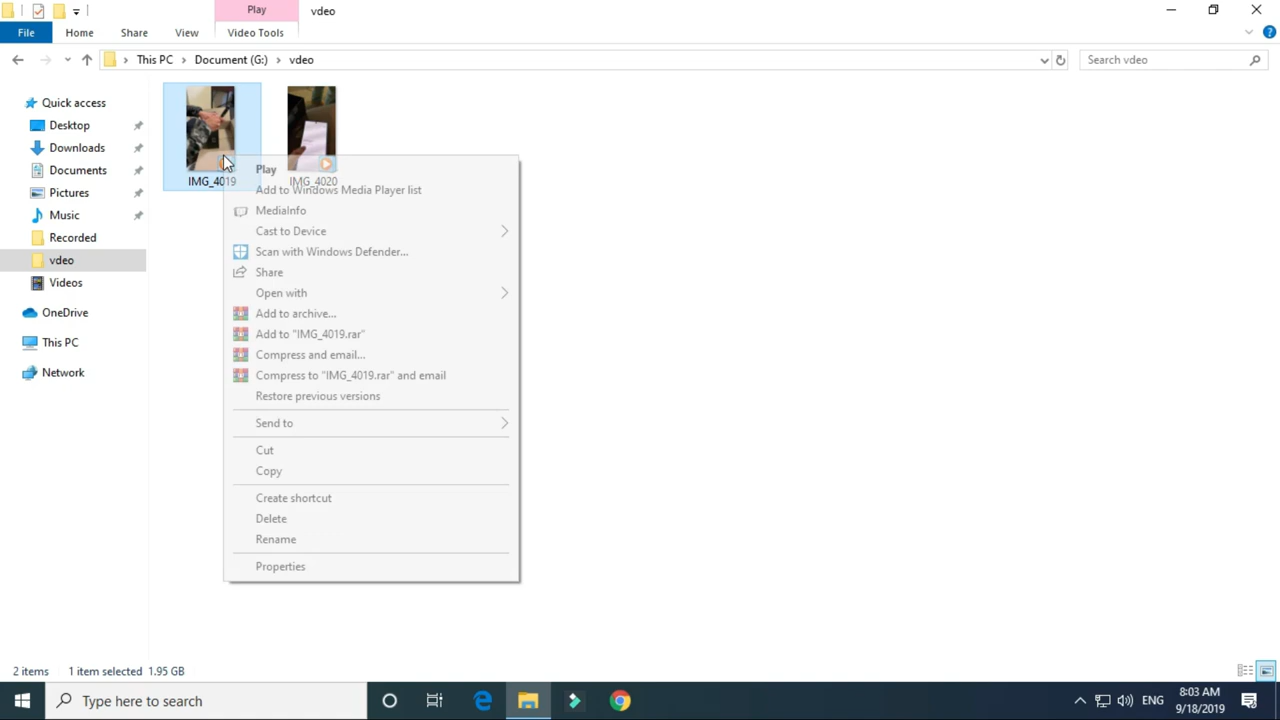 Play
vdeo
File
Home
Share
View
Video Tools
This PC
Document (G:)
vdeo
Search vdeo
Quick access
Desktop
Downloads
Documents
Pictures
Music
Recorded
vdeo
Videos
OneDrive
This PC
Network
IMG_4019
IMG_4020
Play
Add to Windows Media Player list
MediaInfo
Cast to Device
Scan with Windows Defender...
Share
Open with
Add to archive...
Add to "IMG_4019.rar"
Compress and email...
Compress to "IMG_4019.rar" and email
Restore previous versions
Send to
Cut
Copy
Create shortcut
Delete
Rename
Properties
2 items
1 item selected 1.95 GB
Type here to search
ENG
8:03 AM
9/18/2019